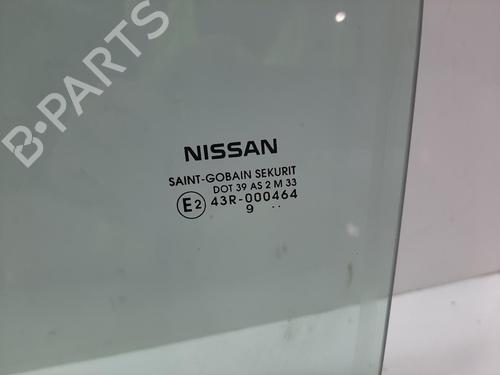 B-PARTS
NISSAN
SAINT-GOBAIN SEKURIT
DOT 39 AS 2 M 33
E2 43R-000464
9 ..